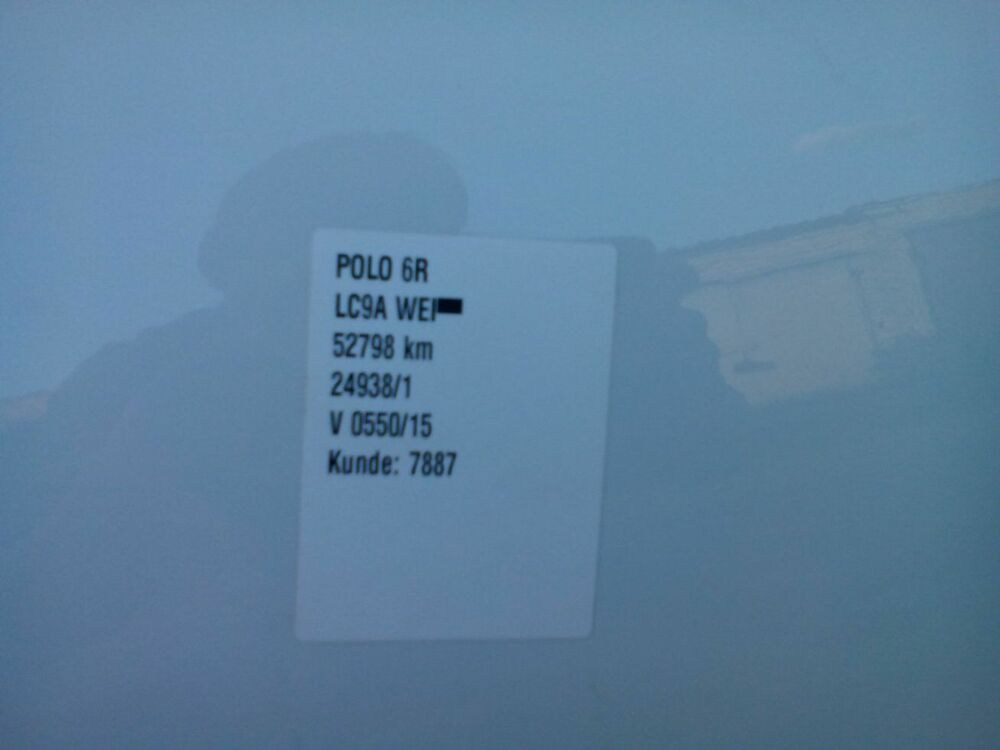 POLO 6R
LC9A WEI
52798 km
24938/1
V 0550/15
Kunde: 7887